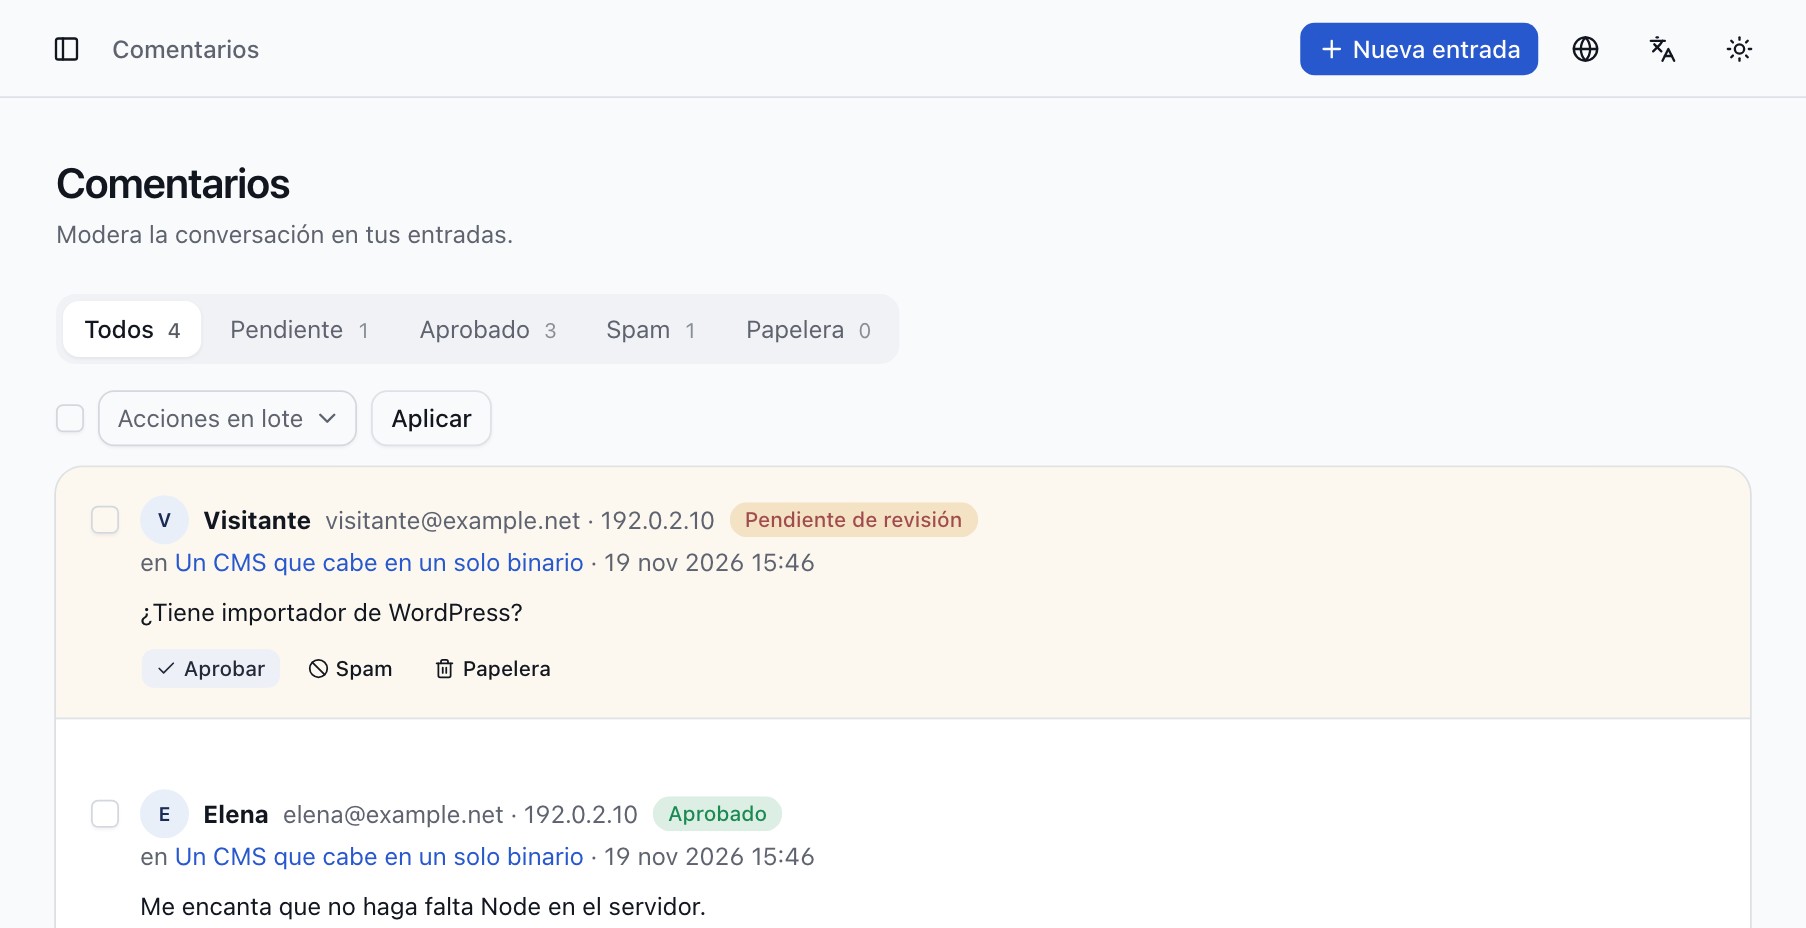 Comentarios
Nueva entrada
Comentarios
Modera la conversación en tus entradas.
Todos 4 Pendiente 1 Aprobado 3 Spam 1 Papelera 0
Acciones en lote Aplicar
V Visitante visitante@example.net · 192.0.2.10 Pendiente de revisión
en Un CMS que cabe en un solo binario · 19 nov 2026 15:46
¿Tiene importador de WordPress?
Aprobar Spam Papelera
E Elena elena@example.net · 192.0.2.10 Aprobado
en Un CMS que cabe en un solo binario · 19 nov 2026 15:46
Me encanta que no haga falta Node en el servidor.